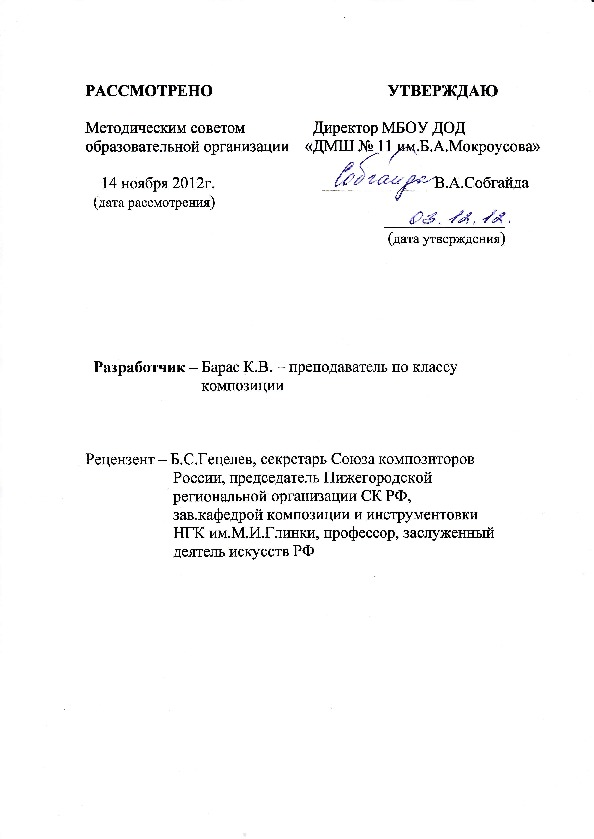 РАССМОТРЕНО УТВЕРЖДАЮ
Методическим советом Директор МБОУ ДОД
образовательной организации «ДМШ № 11 им.Б.А.Мокроусова»
14 ноября 2012г. Собгайда В.А.Собгайда
(дата рассмотрения)
03.12.12.
(дата утверждения)
Разработчик – Барас К.В. – преподаватель по классу
композиции
Рецензент – Б.С.Гецелев, секретарь Союза композиторов
России, председатель Нижегородской
региональной организации СК РФ,
зав.кафедрой композиции и инструментовки
НГК им.М.И.Глинки, профессор, заслуженный
деятель искусств РФ